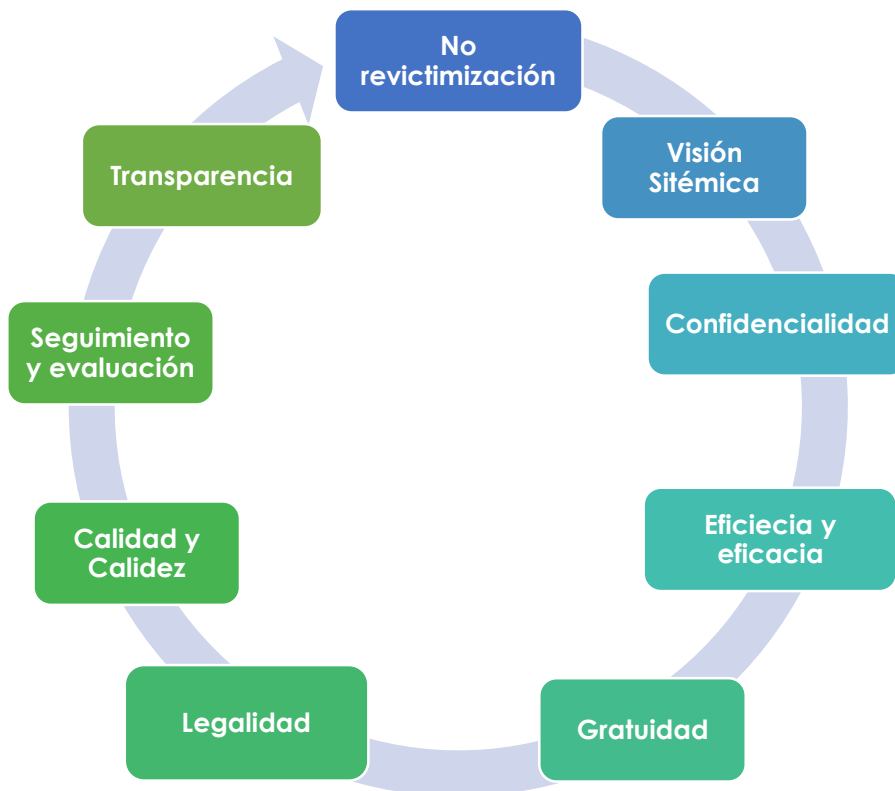 No
revictimización
Visión
Sitémica
Confidencialidad
Eficiecia y
eficacia
Gratuidad
Legalidad
Calidad y
Calidez
Seguimiento
y evaluación
Transparencia